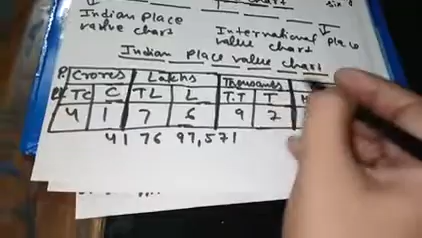 Indian Place International Place
value chart value chart
Indian Place value chart
Crores Lakhs Thousands
TC C TL L T.T T
4 1 7 6 9 7
41 76 97,571